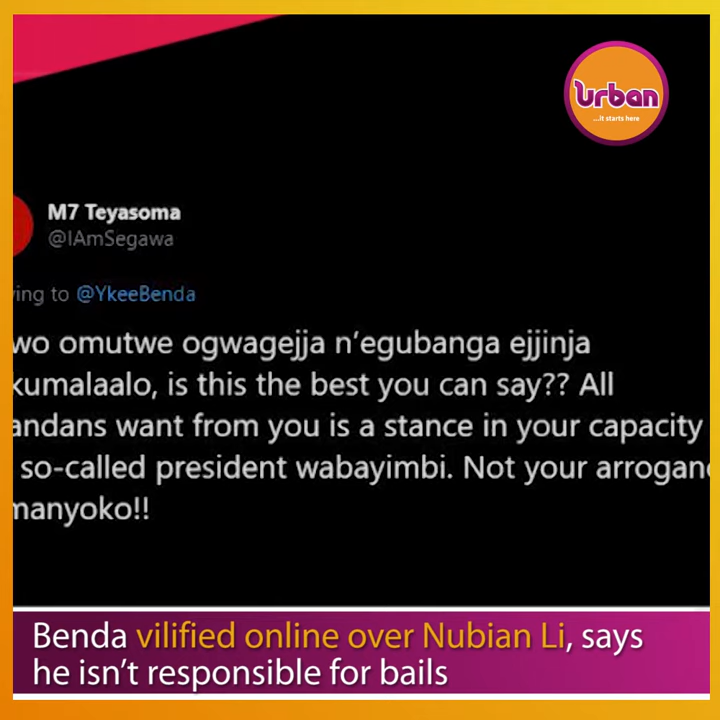 Urban
...it starts here
M7 Teyasoma
@IAmSegawa
ing to @YkeeBenda
wo omutwe ogwagejja n'egubanga ejjinja
kumalaalo, is this the best you can say?? All
andans want from you is a stance in your capacity
so-called president wabayimbi. Not your arrogan
manyoko!!
Benda vilified online over Nubian Li, says
he isn't responsible for bails